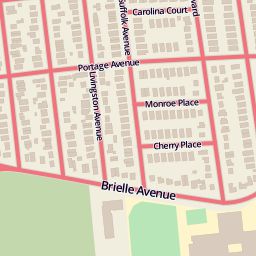 Carolina Court
Suffolk Avenue
Portage Avenue
Livingston Avenue
Monroe Place
Cherry Place
Brielle Avenue